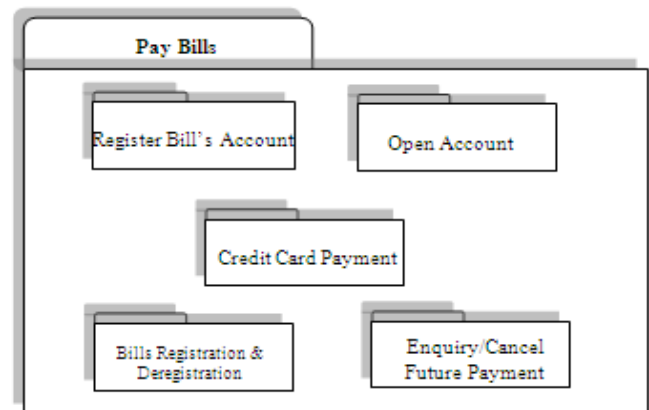 Pay Bills
Register Bill's Account
Open Account
Credit Card Payment
Bills Registration &
Deregistration
Enquiry/Cancel
Future Payment